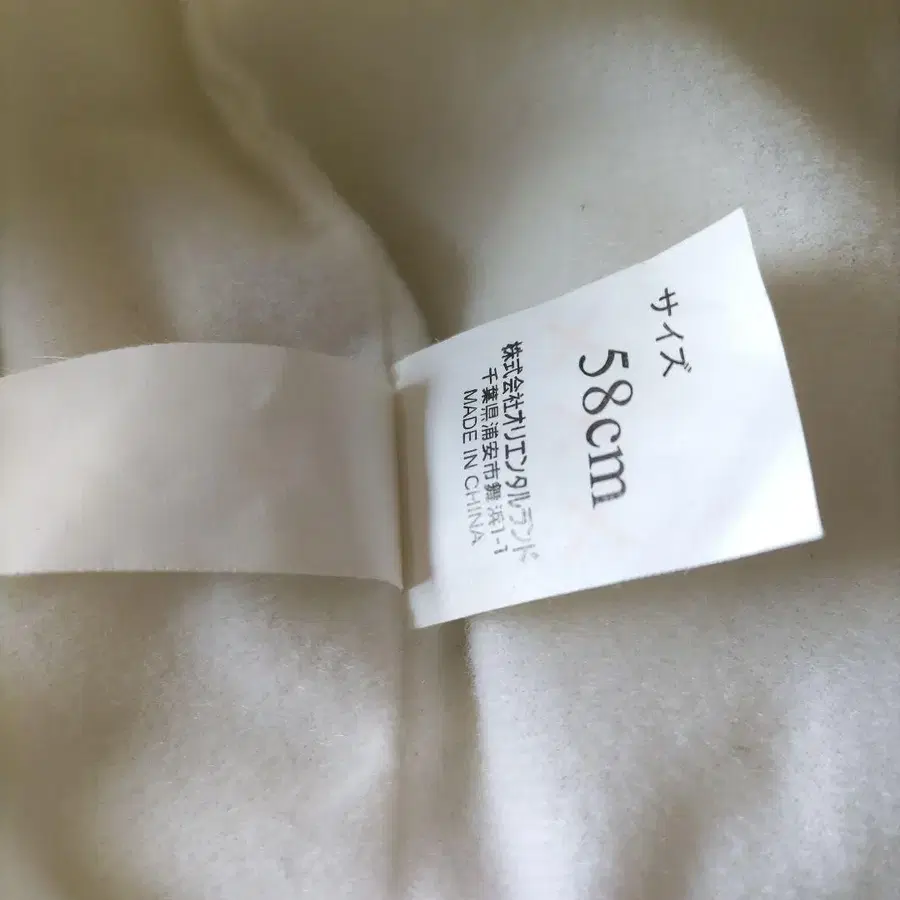 サイズ
58cm
株式会社オリエンタルランド
千葉県浦安市舞浜1-1
MADE IN CHINA